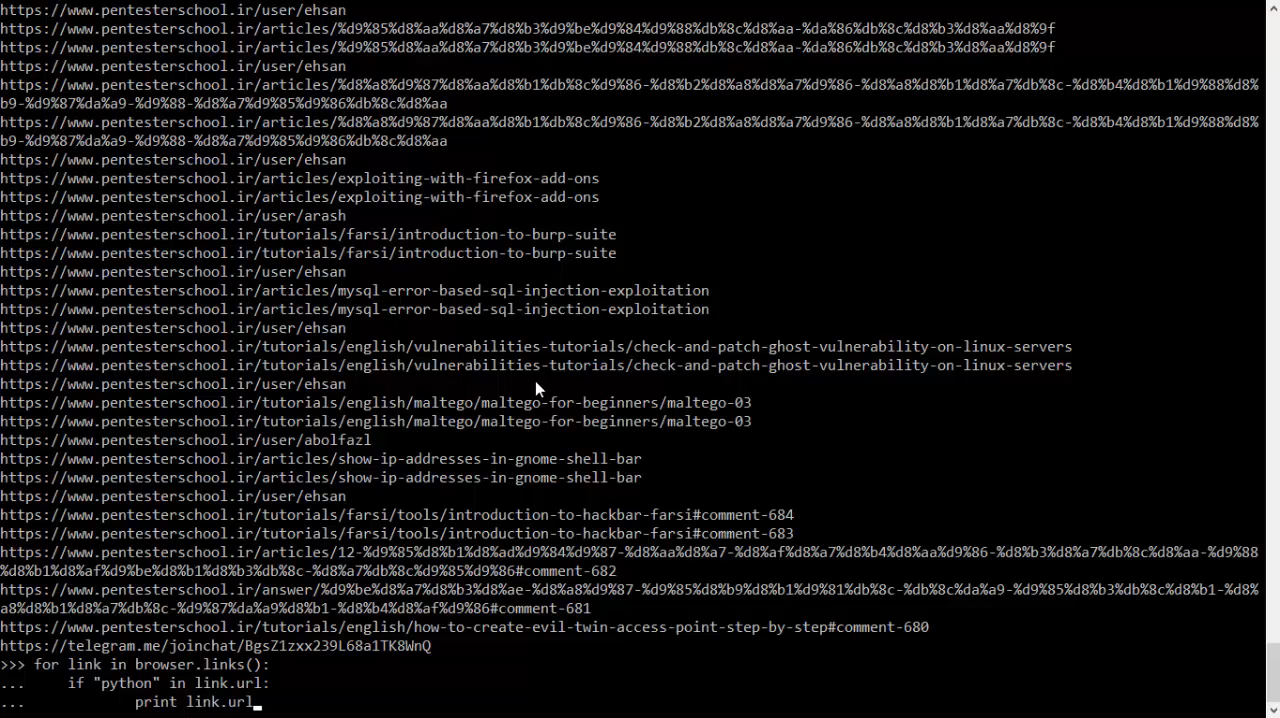 https://www.pentesterschool.ir/user/ehsan
https://www.pentesterschool.ir/articles/%d9%85%d8%aa%d8%a7%d8%b3%d9%be%d9%84%d9%88%db%8c%d8%aa-%da%86%db%8c%d8%b3%d8%aa%d8%9f
https://www.pentesterschool.ir/articles/%d9%85%d8%aa%d8%a7%d8%b3%d9%be%d9%84%d9%88%db%8c%d8%aa-%da%86%db%8c%d8%b3%d8%aa%d8%9f
https://www.pentesterschool.ir/user/ehsan
https://www.pentesterschool.ir/articles/%d8%a8%d9%87%d8%aa%d8%b1%db%8c%d9%86-%d8%b2%d8%a8%d8%a7%d9%86-%d8%a8%d8%b1%d8%a7%db%8c-%d8%b4%d8%b1%d9%88%d8%
b9-%d9%87%da%a9-%d9%88-%d8%a7%d9%85%d9%86%db%8c%d8%aa
https://www.pentesterschool.ir/articles/%d8%a8%d9%87%d8%aa%d8%b1%db%8c%d9%86-%d8%b2%d8%a8%d8%a7%d9%86-%d8%a8%d8%b1%d8%a7%db%8c-%d8%b4%d8%b1%d9%88%d8%
b9-%d9%87%da%a9-%d9%88-%d8%a7%d9%85%d9%86%db%8c%d8%aa
https://www.pentesterschool.ir/user/ehsan
https://www.pentesterschool.ir/articles/exploiting-with-firefox-add-ons
https://www.pentesterschool.ir/articles/exploiting-with-firefox-add-ons
https://www.pentesterschool.ir/user/arash
https://www.pentesterschool.ir/tutorials/farsi/introduction-to-burp-suite
https://www.pentesterschool.ir/tutorials/farsi/introduction-to-burp-suite
https://www.pentesterschool.ir/user/ehsan
https://www.pentesterschool.ir/articles/mysql-error-based-sql-injection-exploitation
https://www.pentesterschool.ir/articles/mysql-error-based-sql-injection-exploitation
https://www.pentesterschool.ir/user/ehsan
https://www.pentesterschool.ir/tutorials/english/vulnerabilities-tutorials/check-and-patch-ghost-vulnerability-on-linux-servers
https://www.pentesterschool.ir/tutorials/english/vulnerabilities-tutorials/check-and-patch-ghost-vulnerability-on-linux-servers
https://www.pentesterschool.ir/user/ehsan
https://www.pentesterschool.ir/tutorials/english/maltego/maltego-for-beginners/maltego-03
https://www.pentesterschool.ir/tutorials/english/maltego/maltego-for-beginners/maltego-03
https://www.pentesterschool.ir/user/abolfazl
https://www.pentesterschool.ir/articles/show-ip-addresses-in-gnome-shell-bar
https://www.pentesterschool.ir/articles/show-ip-addresses-in-gnome-shell-bar
https://www.pentesterschool.ir/user/ehsan
https://www.pentesterschool.ir/tutorials/farsi/tools/introduction-to-hackbar-farsi#comment-684
https://www.pentesterschool.ir/tutorials/farsi/tools/introduction-to-hackbar-farsi#comment-683
https://www.pentesterschool.ir/articles/12-%d9%85%d8%b1%d8%ad%d9%84%d9%87-%d8%aa%d8%a7-%d8%af%d8%a7%d8%b4%d8%aa%d9%86-%d8%b3%d8%a7%db%8c%d8%aa-%d9%88
%d8%b1%d8%af%d9%be%d8%b1%d8%b3%db%8c-%d8%a7%db%8c%d9%85%d9%86#comment-682
https://www.pentesterschool.ir/answer/%d9%be%d8%a7%d8%b3%d8%ae-%d8%a8%d9%87-%d9%85%d8%b9%d8%b1%d9%81%db%8c-%db%8c%da%a9-%d9%85%d8%b3%db%8c%d8%b1-%d8%
a8%d8%b1%d8%a7%db%8c-%d9%87%da%a9%d8%b1-%d8%b4%d8%af%d9%86#comment-681
https://www.pentesterschool.ir/tutorials/english/how-to-create-evil-twin-access-point-step-by-step#comment-680
https://telegram.me/joinchat/BgsZ1zxx239L68a1TK8WnQ
>>> for link in browser.links():
...     if "python" in link.url:
...             print link.url_